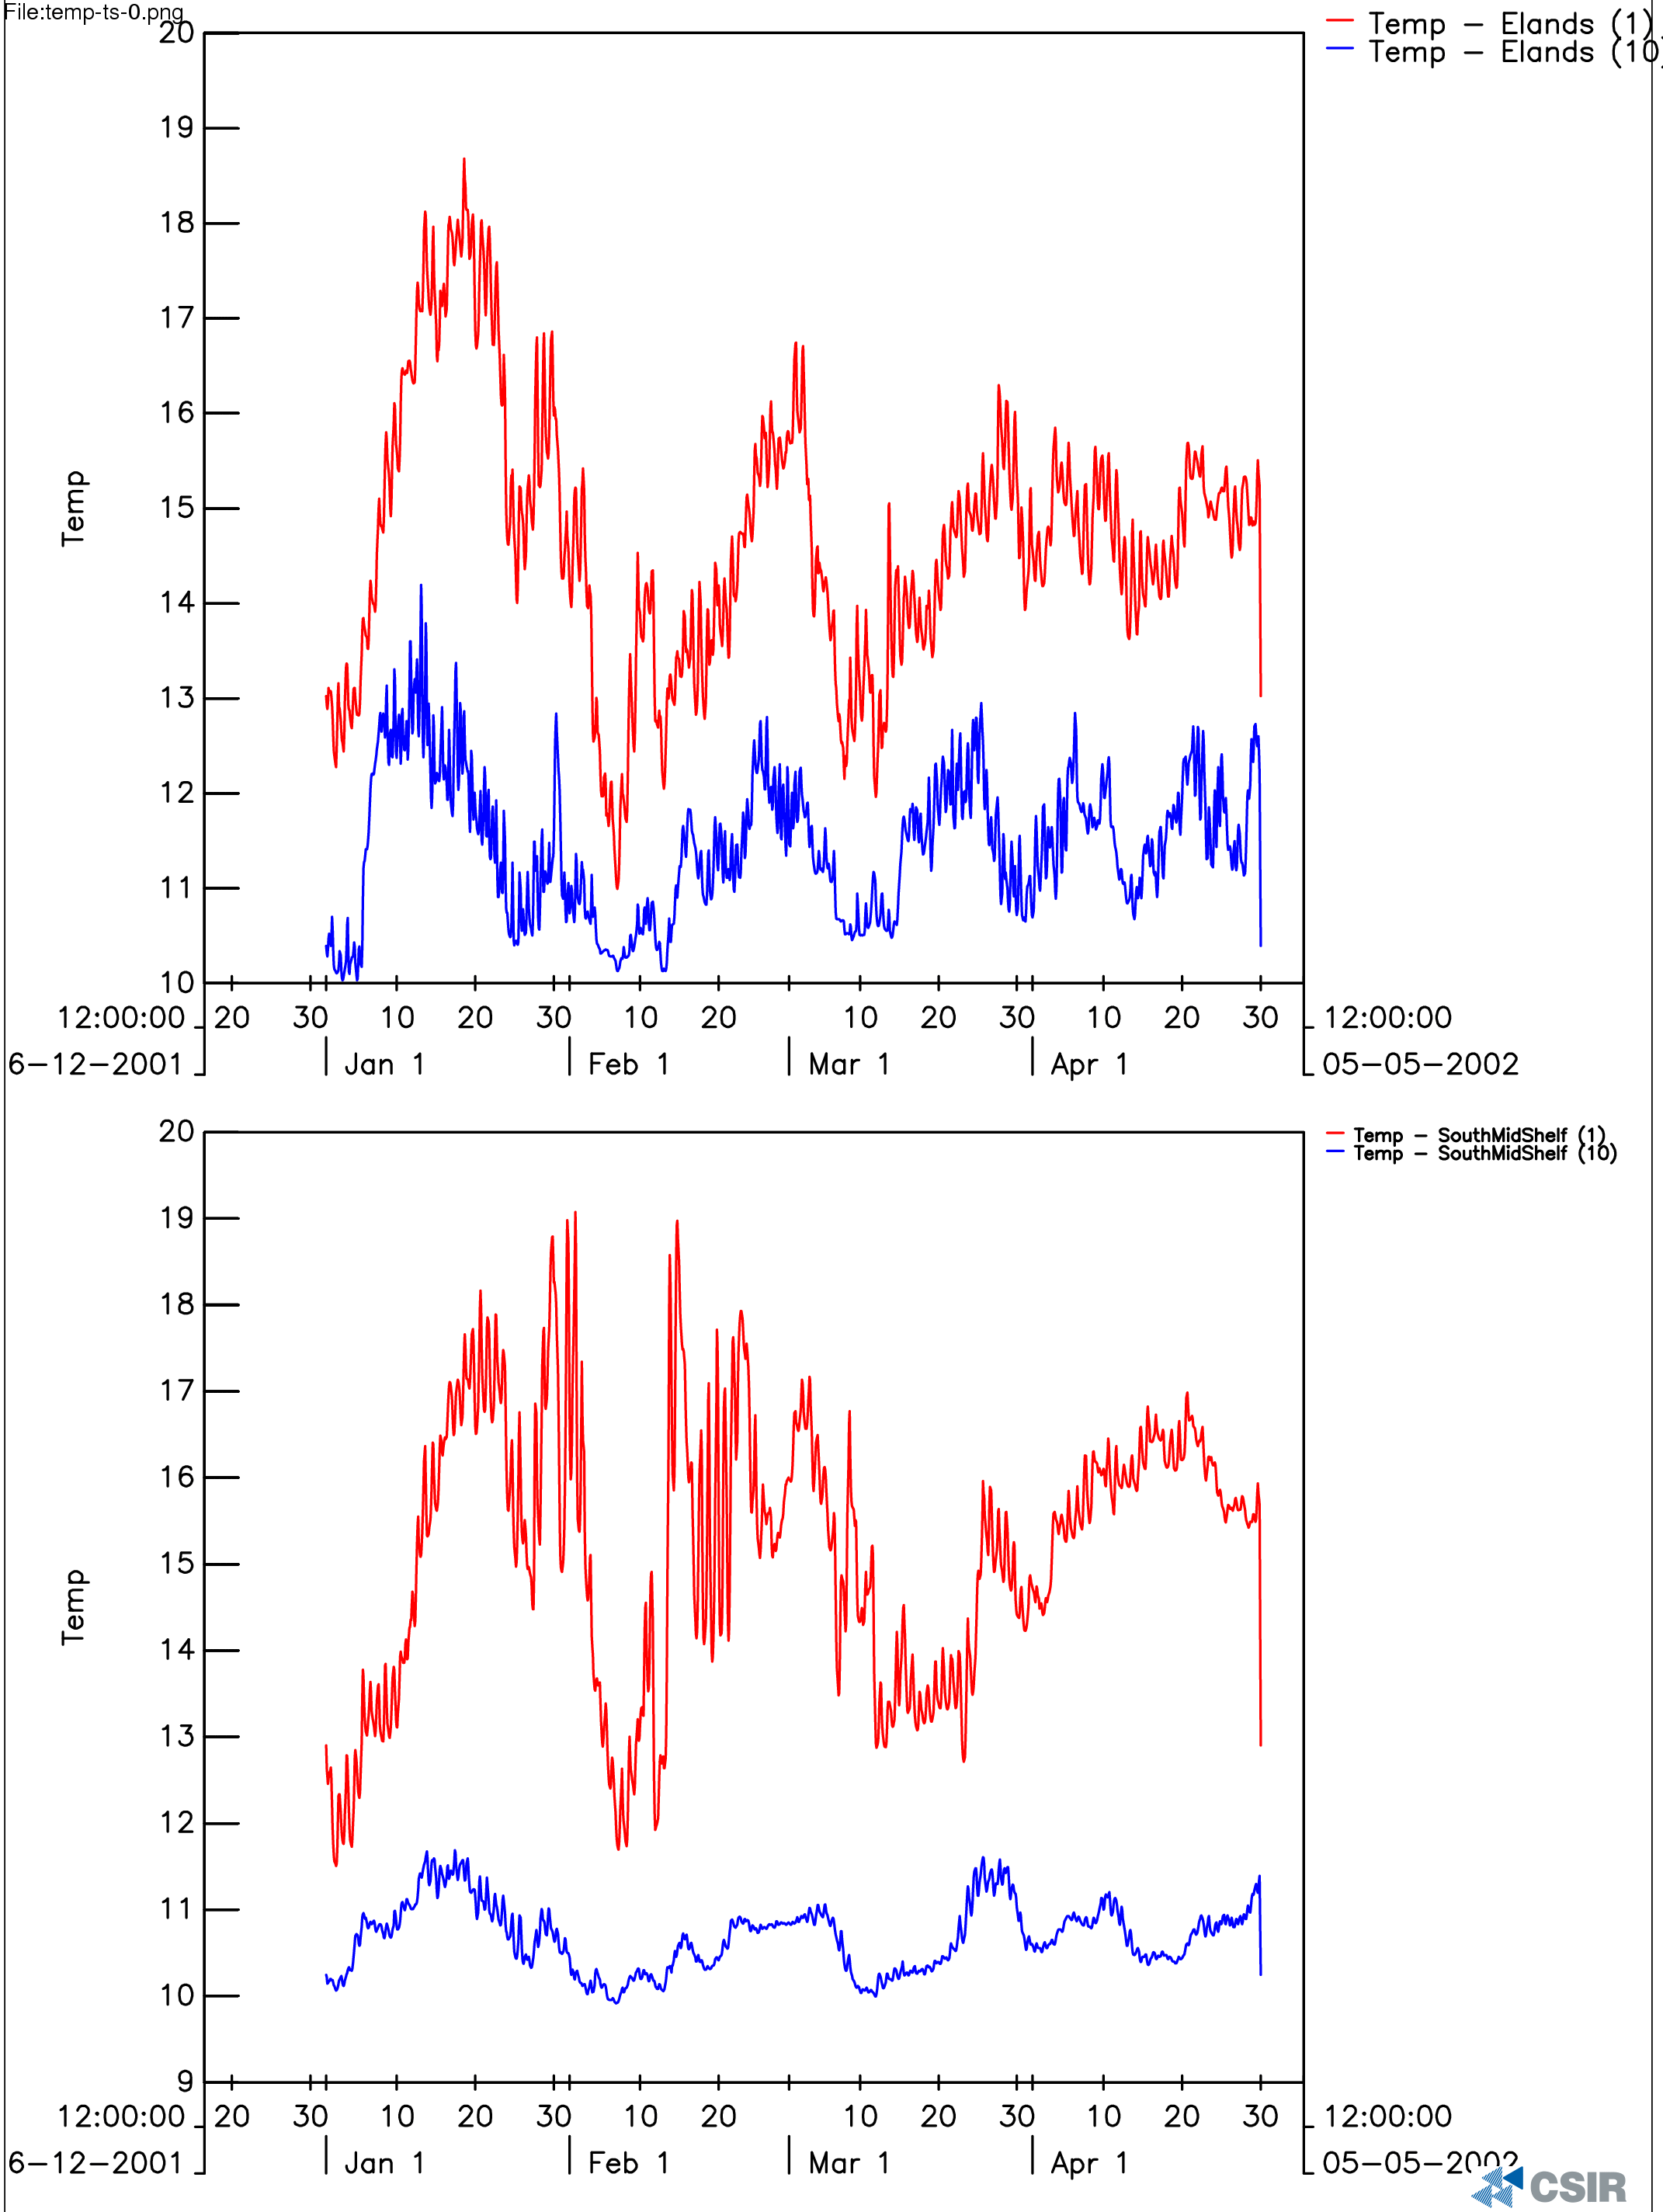 File:temp-ts-0.png
Temp - Elands (1)
Temp - Elands (10)
20
19
18
17
16
15
14
13
12
11
10
Temp
12:00:00 20 30 10 20 30 10 20 10 20 30 10 20 30 12:00:00
6-12-2001 Jan 1 Feb 1 Mar 1 Apr 1 05-05-2002
Temp - SouthMidShelf (1)
Temp - SouthMidShelf (10)
20
19
18
17
16
15
14
13
12
11
10
9
Temp
12:00:00 20 30 10 20 30 10 20 10 20 30 10 20 30 12:00:00
6-12-2001 Jan 1 Feb 1 Mar 1 Apr 1 05-05-2002
CSIR